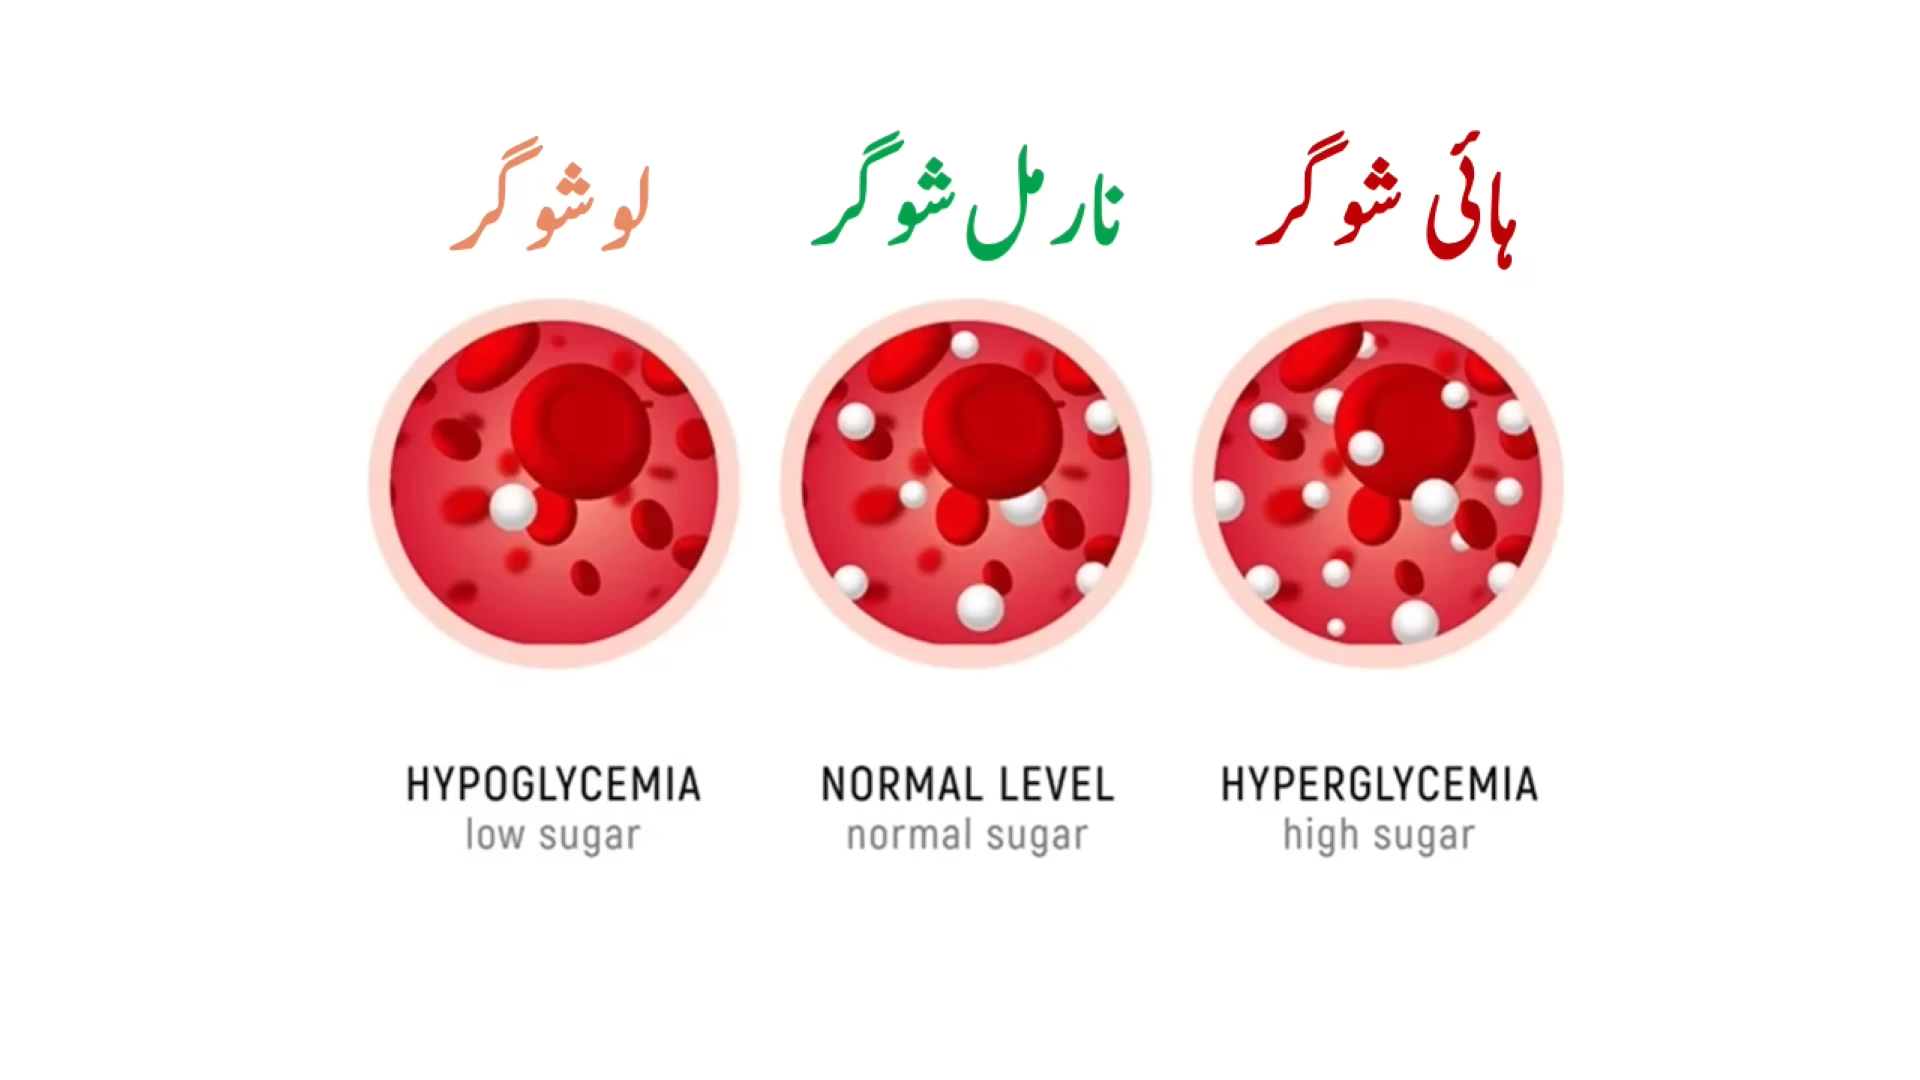 لو شوگر
نارمل شوگر
ہائی شوگر
HYPOGLYCEMIA
low sugar
NORMAL LEVEL
normal sugar
HYPERGLYCEMIA
high sugar